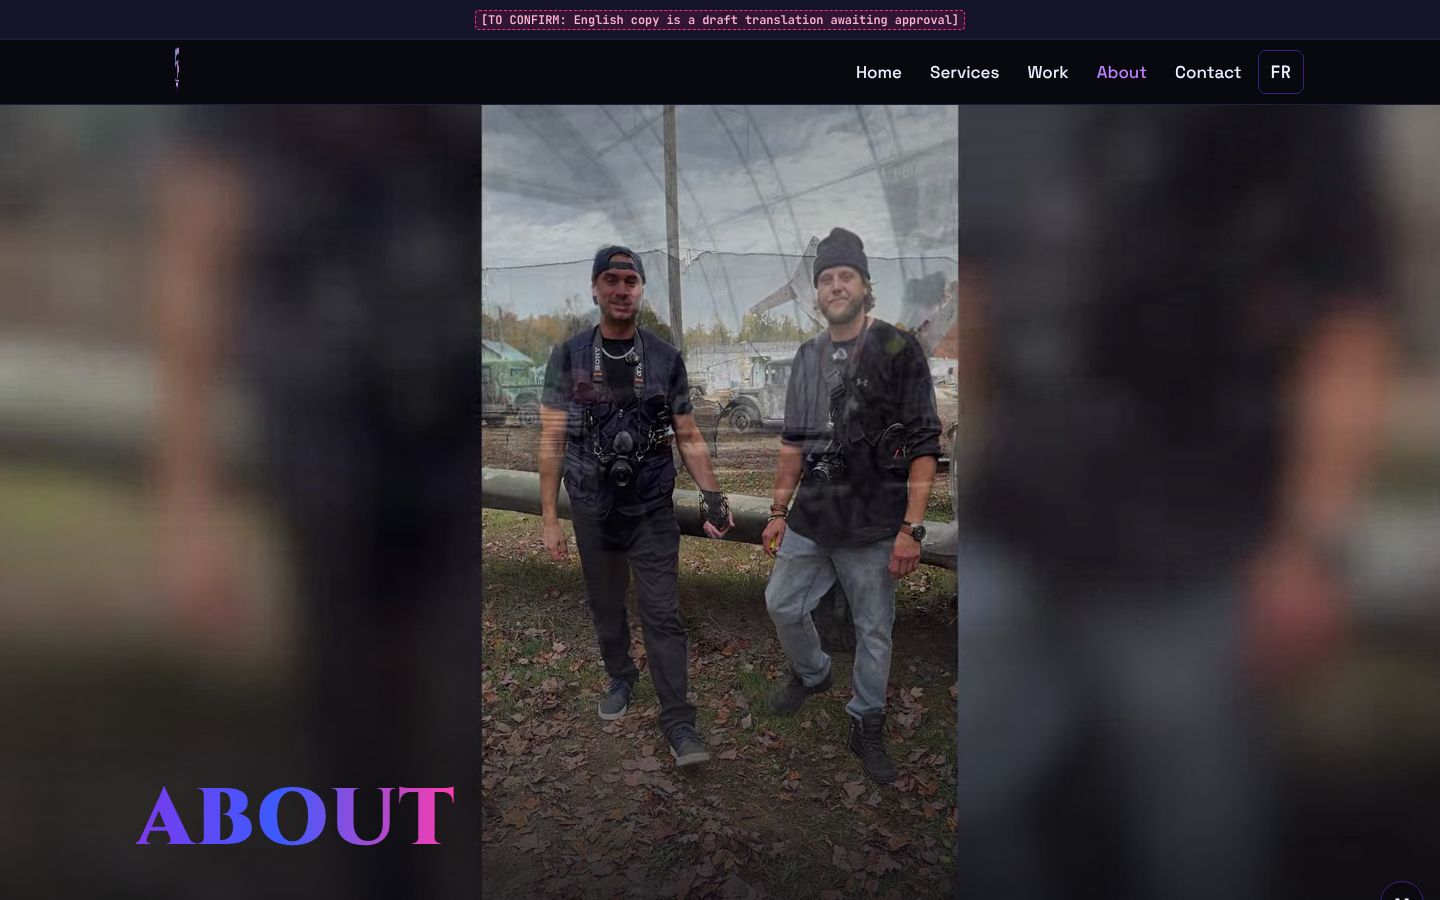 [TO CONFIRM: English copy is a draft translation awaiting approval]
Home Services Work About Contact FR
SONY
ABOUT